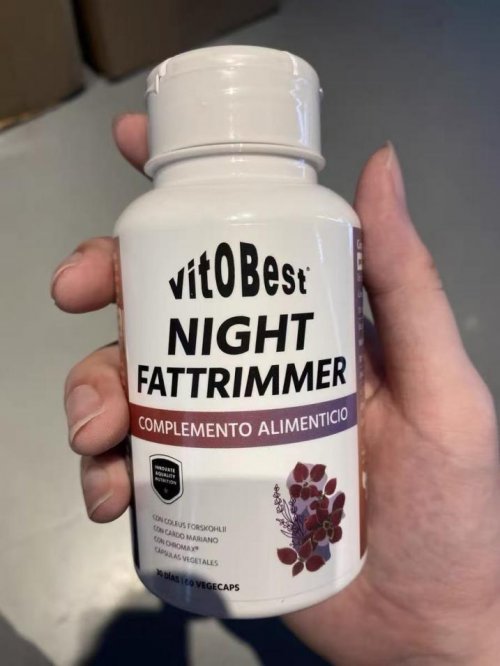 vitOBest®
NIGHT
FATTRIMMER
COMPLEMENTO ALIMENTICIO
INNOVATE
&QUALITY
NUTRITION
CON COLEUS FORSKOHLII
CON CARDO MARIANO
CON CHROMAX®
CÁPSULAS VEGETALES
30 DÍAS | 60 VEGECAPS